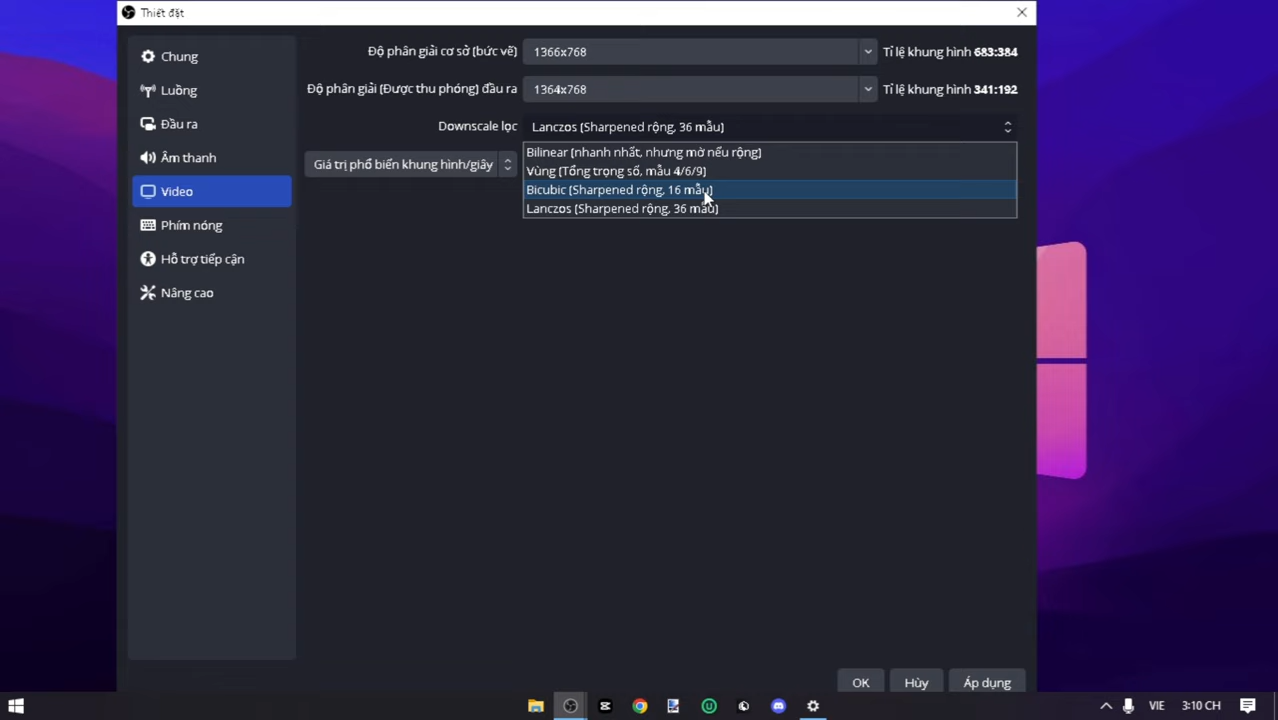 Thiết đặt
Chung
Luồng
Đầu ra
Âm thanh
Video
Phím nóng
Hỗ trợ tiếp cận
Nâng cao
Độ phân giải cơ sở (bức vẽ)
1366x768
Tỉ lệ khung hình 683:384
Độ phân giải (Được thu phóng) đầu ra
1364x768
Tỉ lệ khung hình 341:192
Downscale lọc
Lanczos (Sharpened rộng, 36 mẫu)
Giá trị phổ biến khung hình/giây
Bilinear (nhanh nhất, nhưng mờ nếu rộng)
Vùng (Tổng trọng số, mẫu 4/6/9)
Bicubic (Sharpened rộng, 16 mẫu)
Lanczos (Sharpened rộng, 36 mẫu)
OK
Hủy
Áp dụng
VIE
3:10 CH